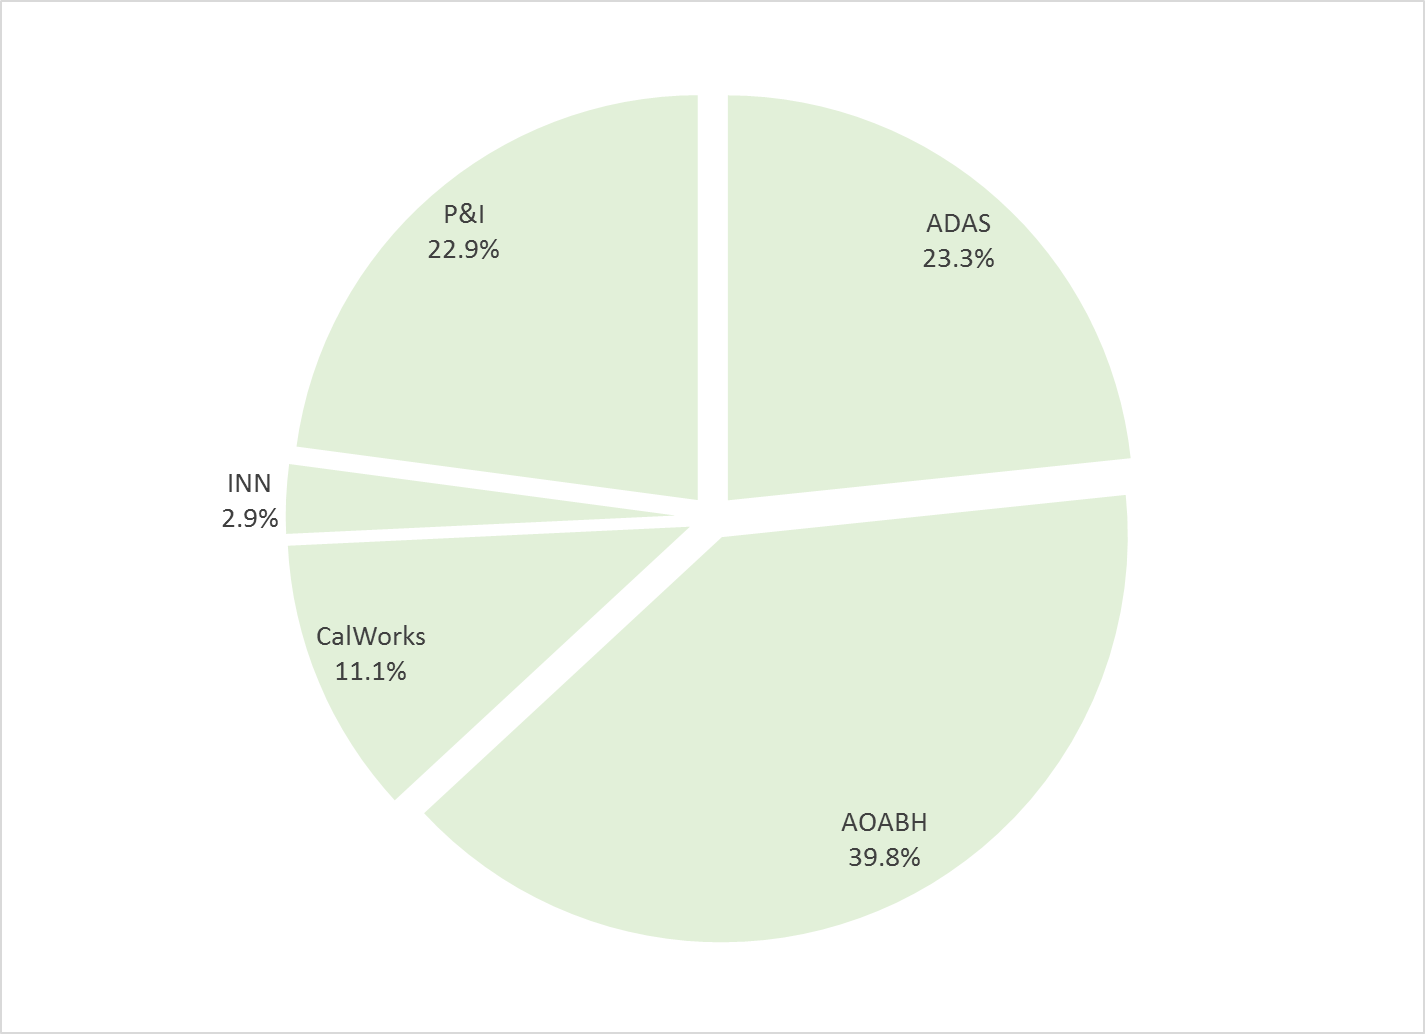 P&I
22.9%
ADAS
23.3%
INN
2.9%
CalWorks
11.1%
AOABH
39.8%